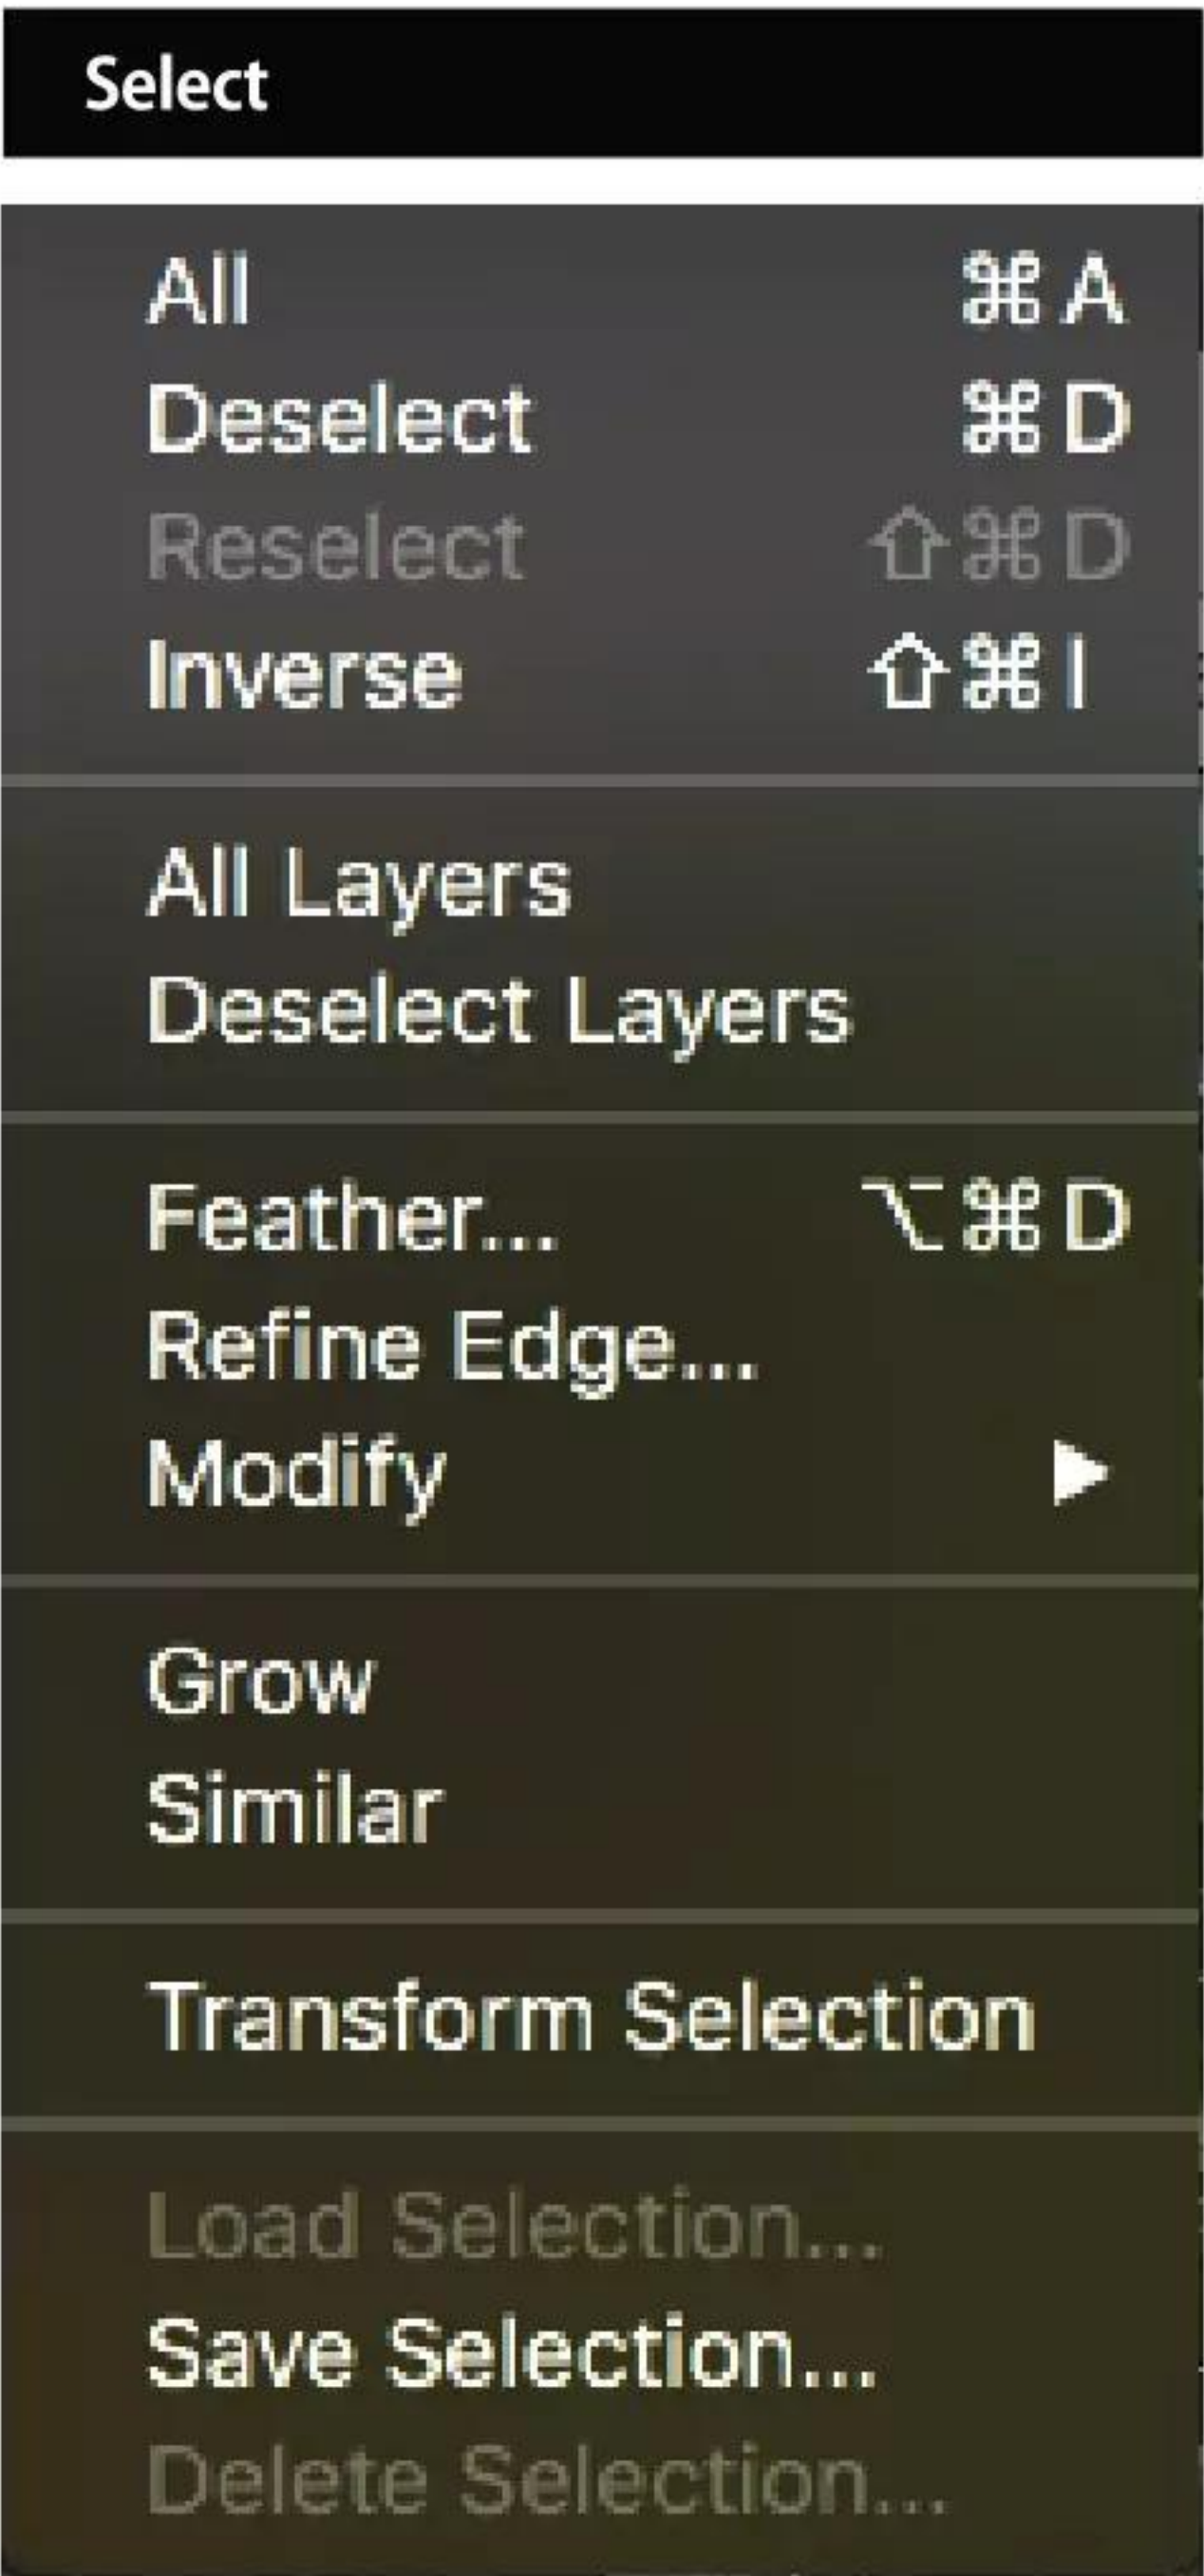 Select
All ⌘ A
Deselect ⌘ D
Reselect ⇧⌘ D
Inverse ⇧⌘ I
All Layers
Deselect Layers
Feather... ⌥⌘ D
Refine Edge...
Modify ▶
Grow
Similar
Transform Selection
Load Selection...
Save Selection...
Delete Selection...